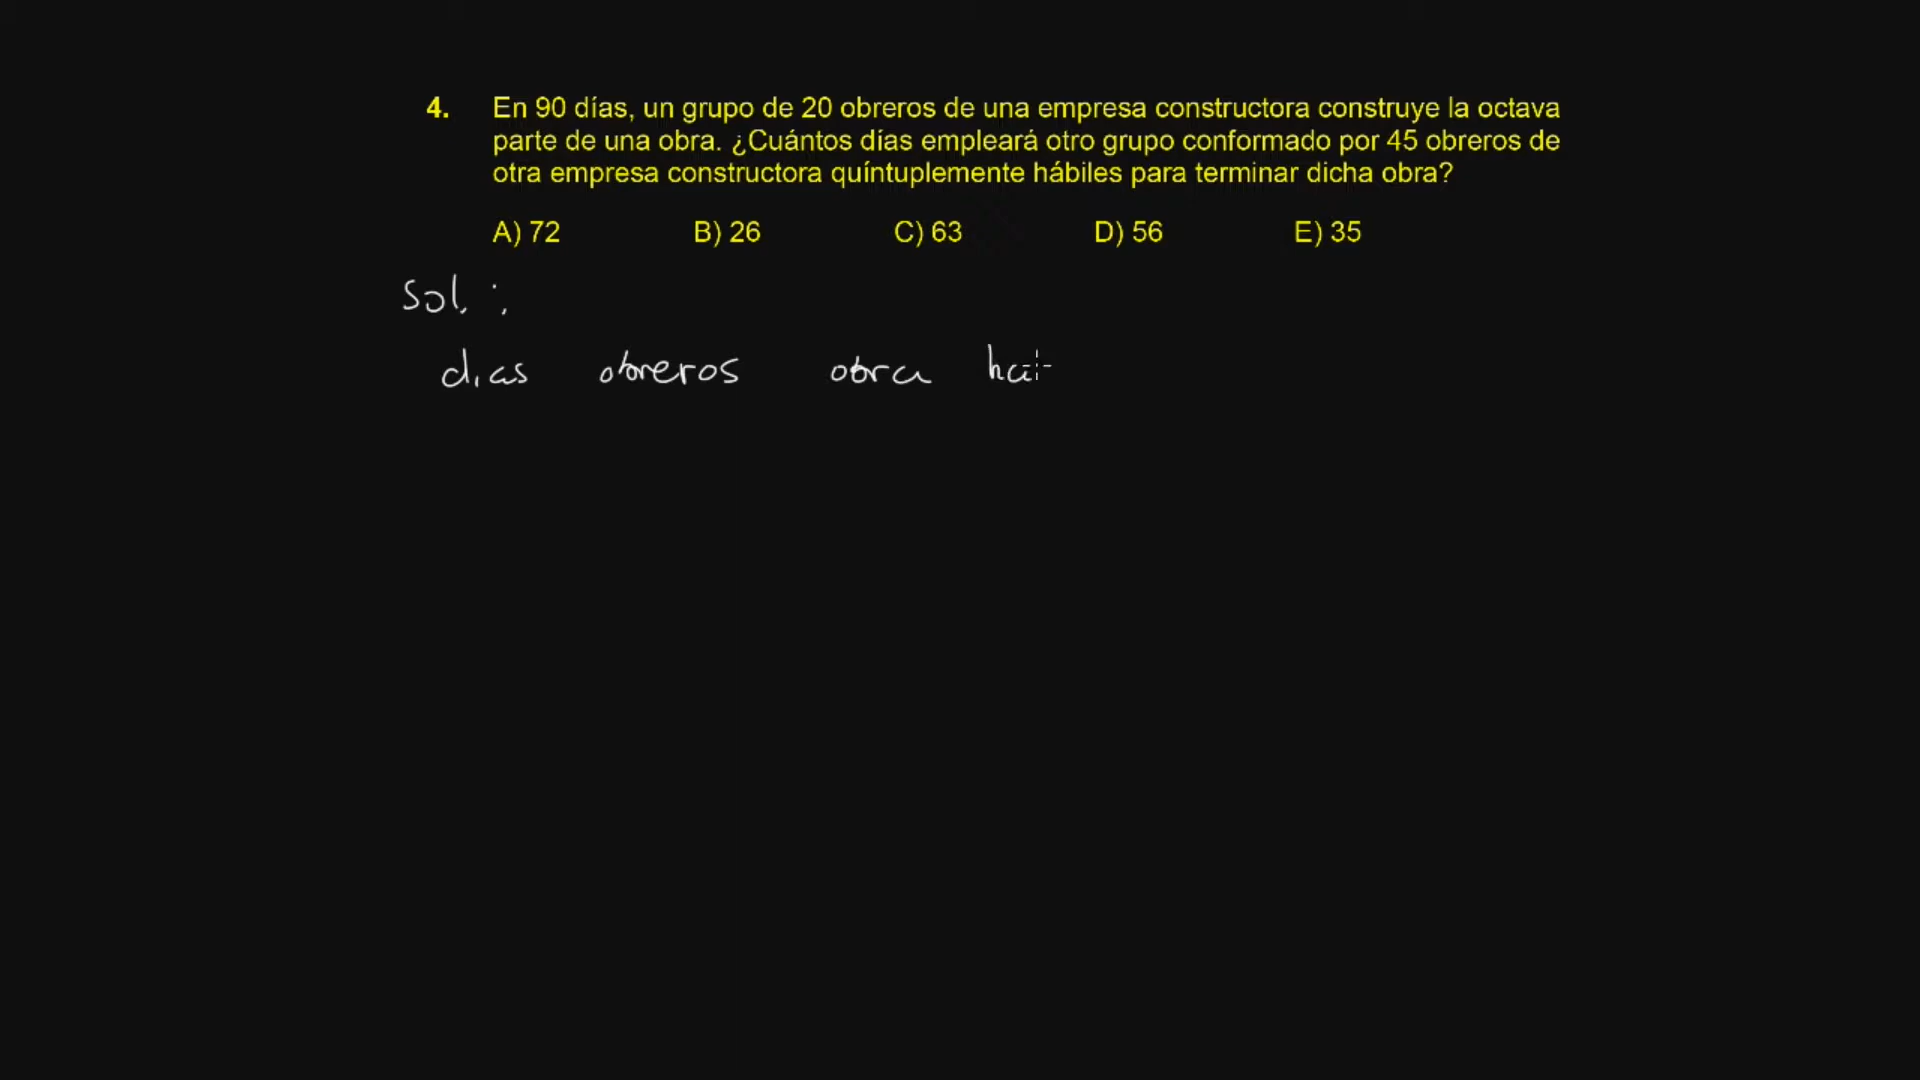 4. En 90 días, un grupo de 20 obreros de una empresa constructora construye la octava
parte de una obra. ¿Cuántos días empleará otro grupo conformado por 45 obreros de
otra empresa constructora quíntuplemente hábiles para terminar dicha obra?
A) 72 B) 26 C) 63 D) 56 E) 35
Sol. :
dias obreros obra